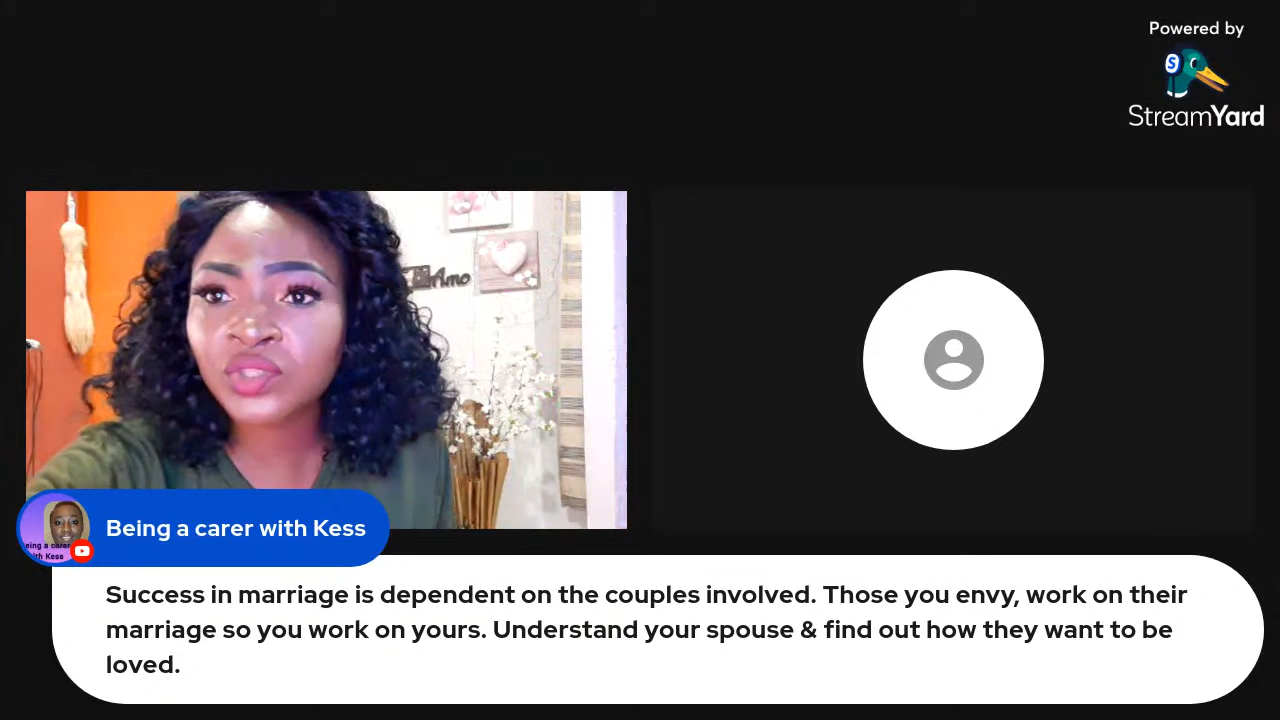 Powered by
StreamYard
Amo
Being a carer with Kess
Success in marriage is dependent on the couples involved. Those you envy, work on their
marriage so you work on yours. Understand your spouse & find out how they want to be
loved.